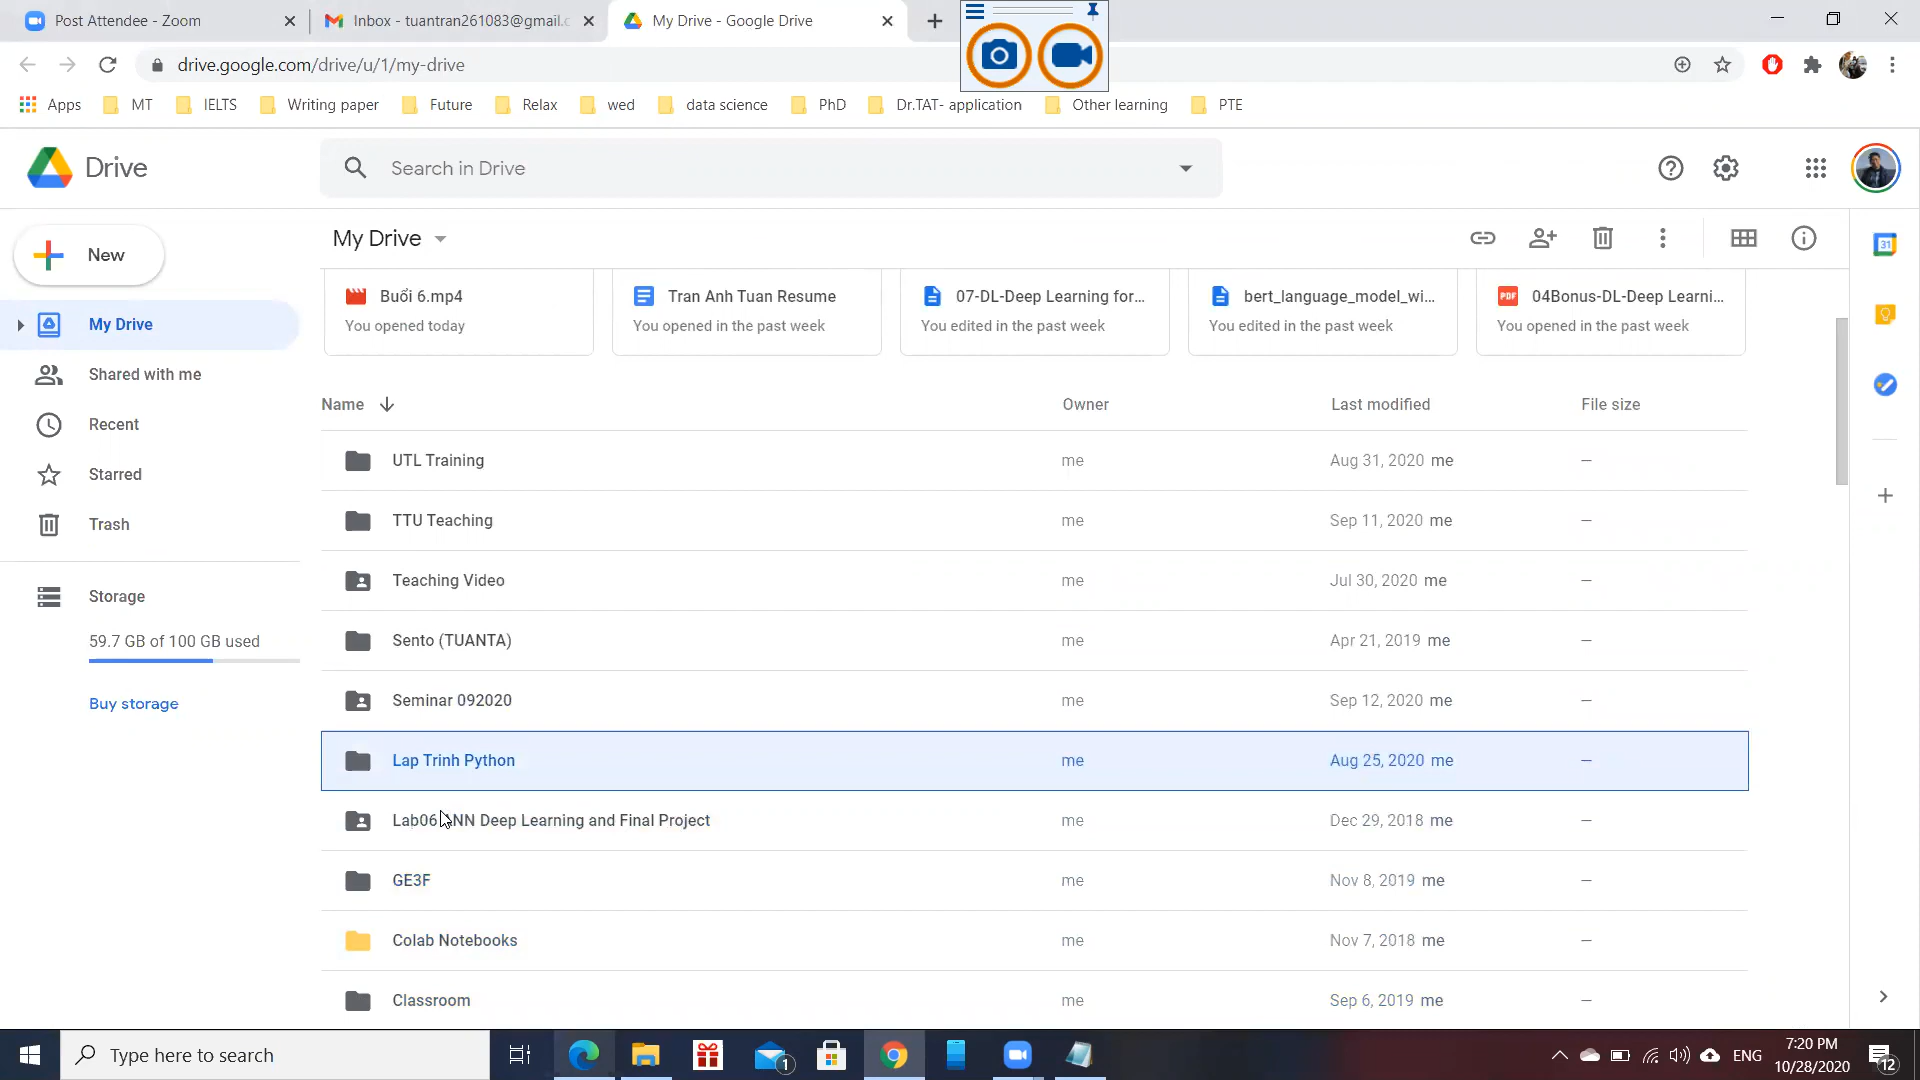 Post Attendee - Zoom
Inbox - tuantran261083@gmail.c
My Drive - Google Drive
drive.google.com/drive/u/1/my-drive
Apps MT IELTS Writing paper Future Relax wed data science PhD Dr.TAT- application Other learning PTE
Drive
Search in Drive
New
My Drive
My Drive
Shared with me
Recent
Starred
Trash
Storage
59.7 GB of 100 GB used
Buy storage
Buổi 6.mp4
You opened today
Tran Anh Tuan Resume
You opened in the past week
07-DL-Deep Learning for...
You edited in the past week
bert_language_model_wi...
You edited in the past week
PDF 04Bonus-DL-Deep Learni...
You opened in the past week
Name Owner Last modified File size
UTL Training me Aug 31, 2020 me —
TTU Teaching me Sep 11, 2020 me —
Teaching Video me Jul 30, 2020 me —
Sento (TUANTA) me Apr 21, 2019 me —
Seminar 092020 me Sep 12, 2020 me —
Lap Trinh Python me Aug 25, 2020 me —
Lab06 NN Deep Learning and Final Project me Dec 29, 2018 me —
GE3F me Nov 8, 2019 me —
Colab Notebooks me Nov 7, 2018 me —
Classroom me Sep 6, 2019 me —
31
Type here to search
1
ENG
7:20 PM
10/28/2020
12